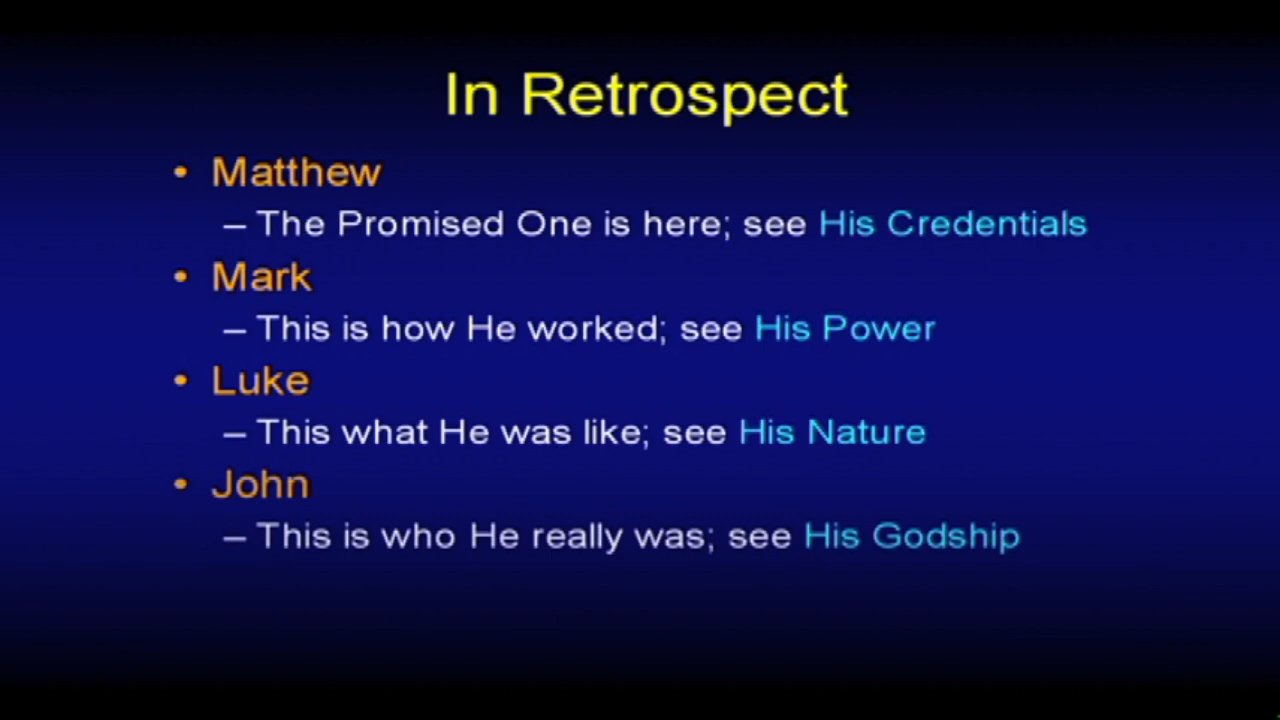 In Retrospect
• Matthew
– The Promised One is here; see His Credentials
• Mark
– This is how He worked; see His Power
• Luke
– This what He was like; see His Nature
• John
– This is who He really was; see His Godship